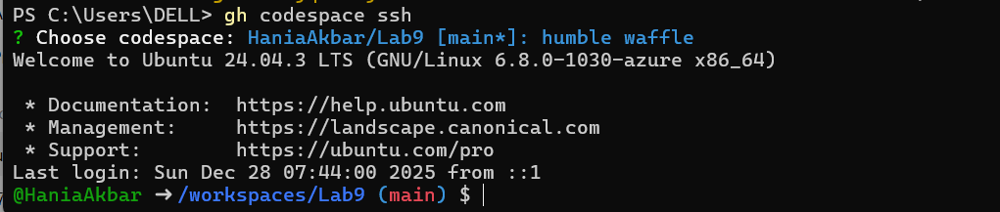 PS C:\Users\DELL> gh codespace ssh
? Choose codespace: HaniaAkbar/Lab9 [main*]: humble waffle
Welcome to Ubuntu 24.04.3 LTS (GNU/Linux 6.8.0-1030-azure x86_64)
* Documentation:  https://help.ubuntu.com
* Management:     https://landscape.canonical.com
* Support:        https://ubuntu.com/pro
Last login: Sun Dec 28 07:44:00 2025 from ::1
@HaniaAkbar ➜ /workspaces/Lab9 (main) $